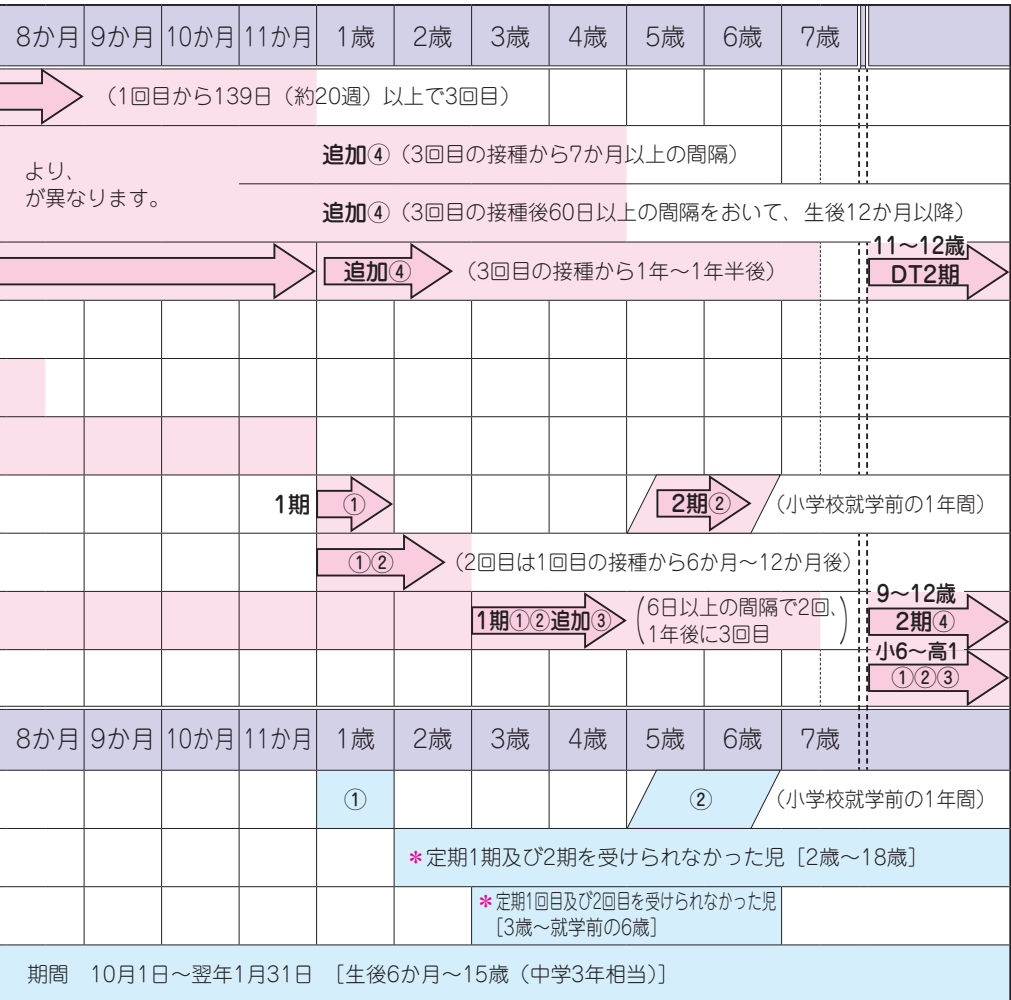 8か月 9か月 10か月 11か月 1歳 2歳 3歳 4歳 5歳 6歳 7歳
（1回目から139日（約20週）以上で3回目）
追加④（3回目の接種から7か月以上の間隔）
より、
が異なります。
追加④（3回目の接種後60日以上の間隔をおいて、生後12か月以降）
追加④（3回目の接種から1年～1年半後）
11～12歳
DT2期
1期 ① 2期②（小学校就学前の1年間）
①②（2回目は1回目の接種から6か月～12か月後）
1期①②追加③
（6日以上の間隔で2回、
1年後に3回目）
9～12歳
2期④
小6～高1
①②③
8か月 9か月 10か月 11か月 1歳 2歳 3歳 4歳 5歳 6歳 7歳
① ②（小学校就学前の1年間）
＊定期1期及び2期を受けられなかった児［2歳～18歳］
＊定期1回目及び2回目を受けられなかった児
［3歳～就学前の6歳］
期間 10月1日～翌年1月31日 ［生後6か月～15歳（中学3年相当）］